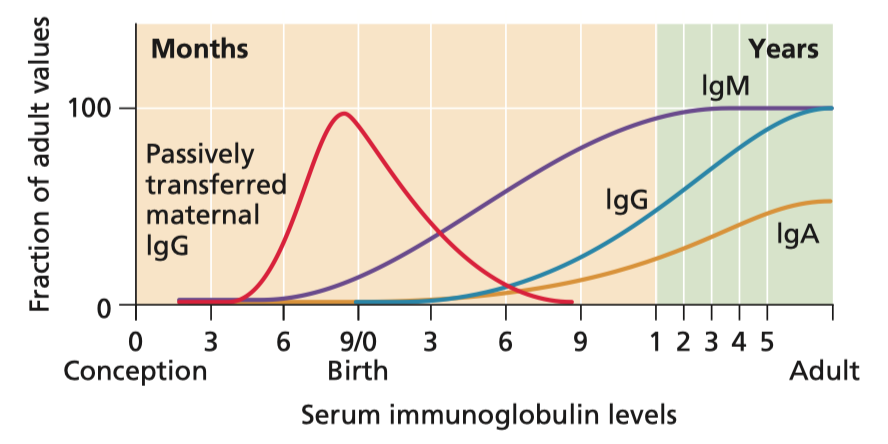 Fraction of adult values
Months
Years
IgM
100
Passively
transferred
maternal
IgG
IgG
IgA
0
0 3 6 9/0 3 6 9 1 2 3 4 5
Conception Birth Adult
Serum immunoglobulin levels